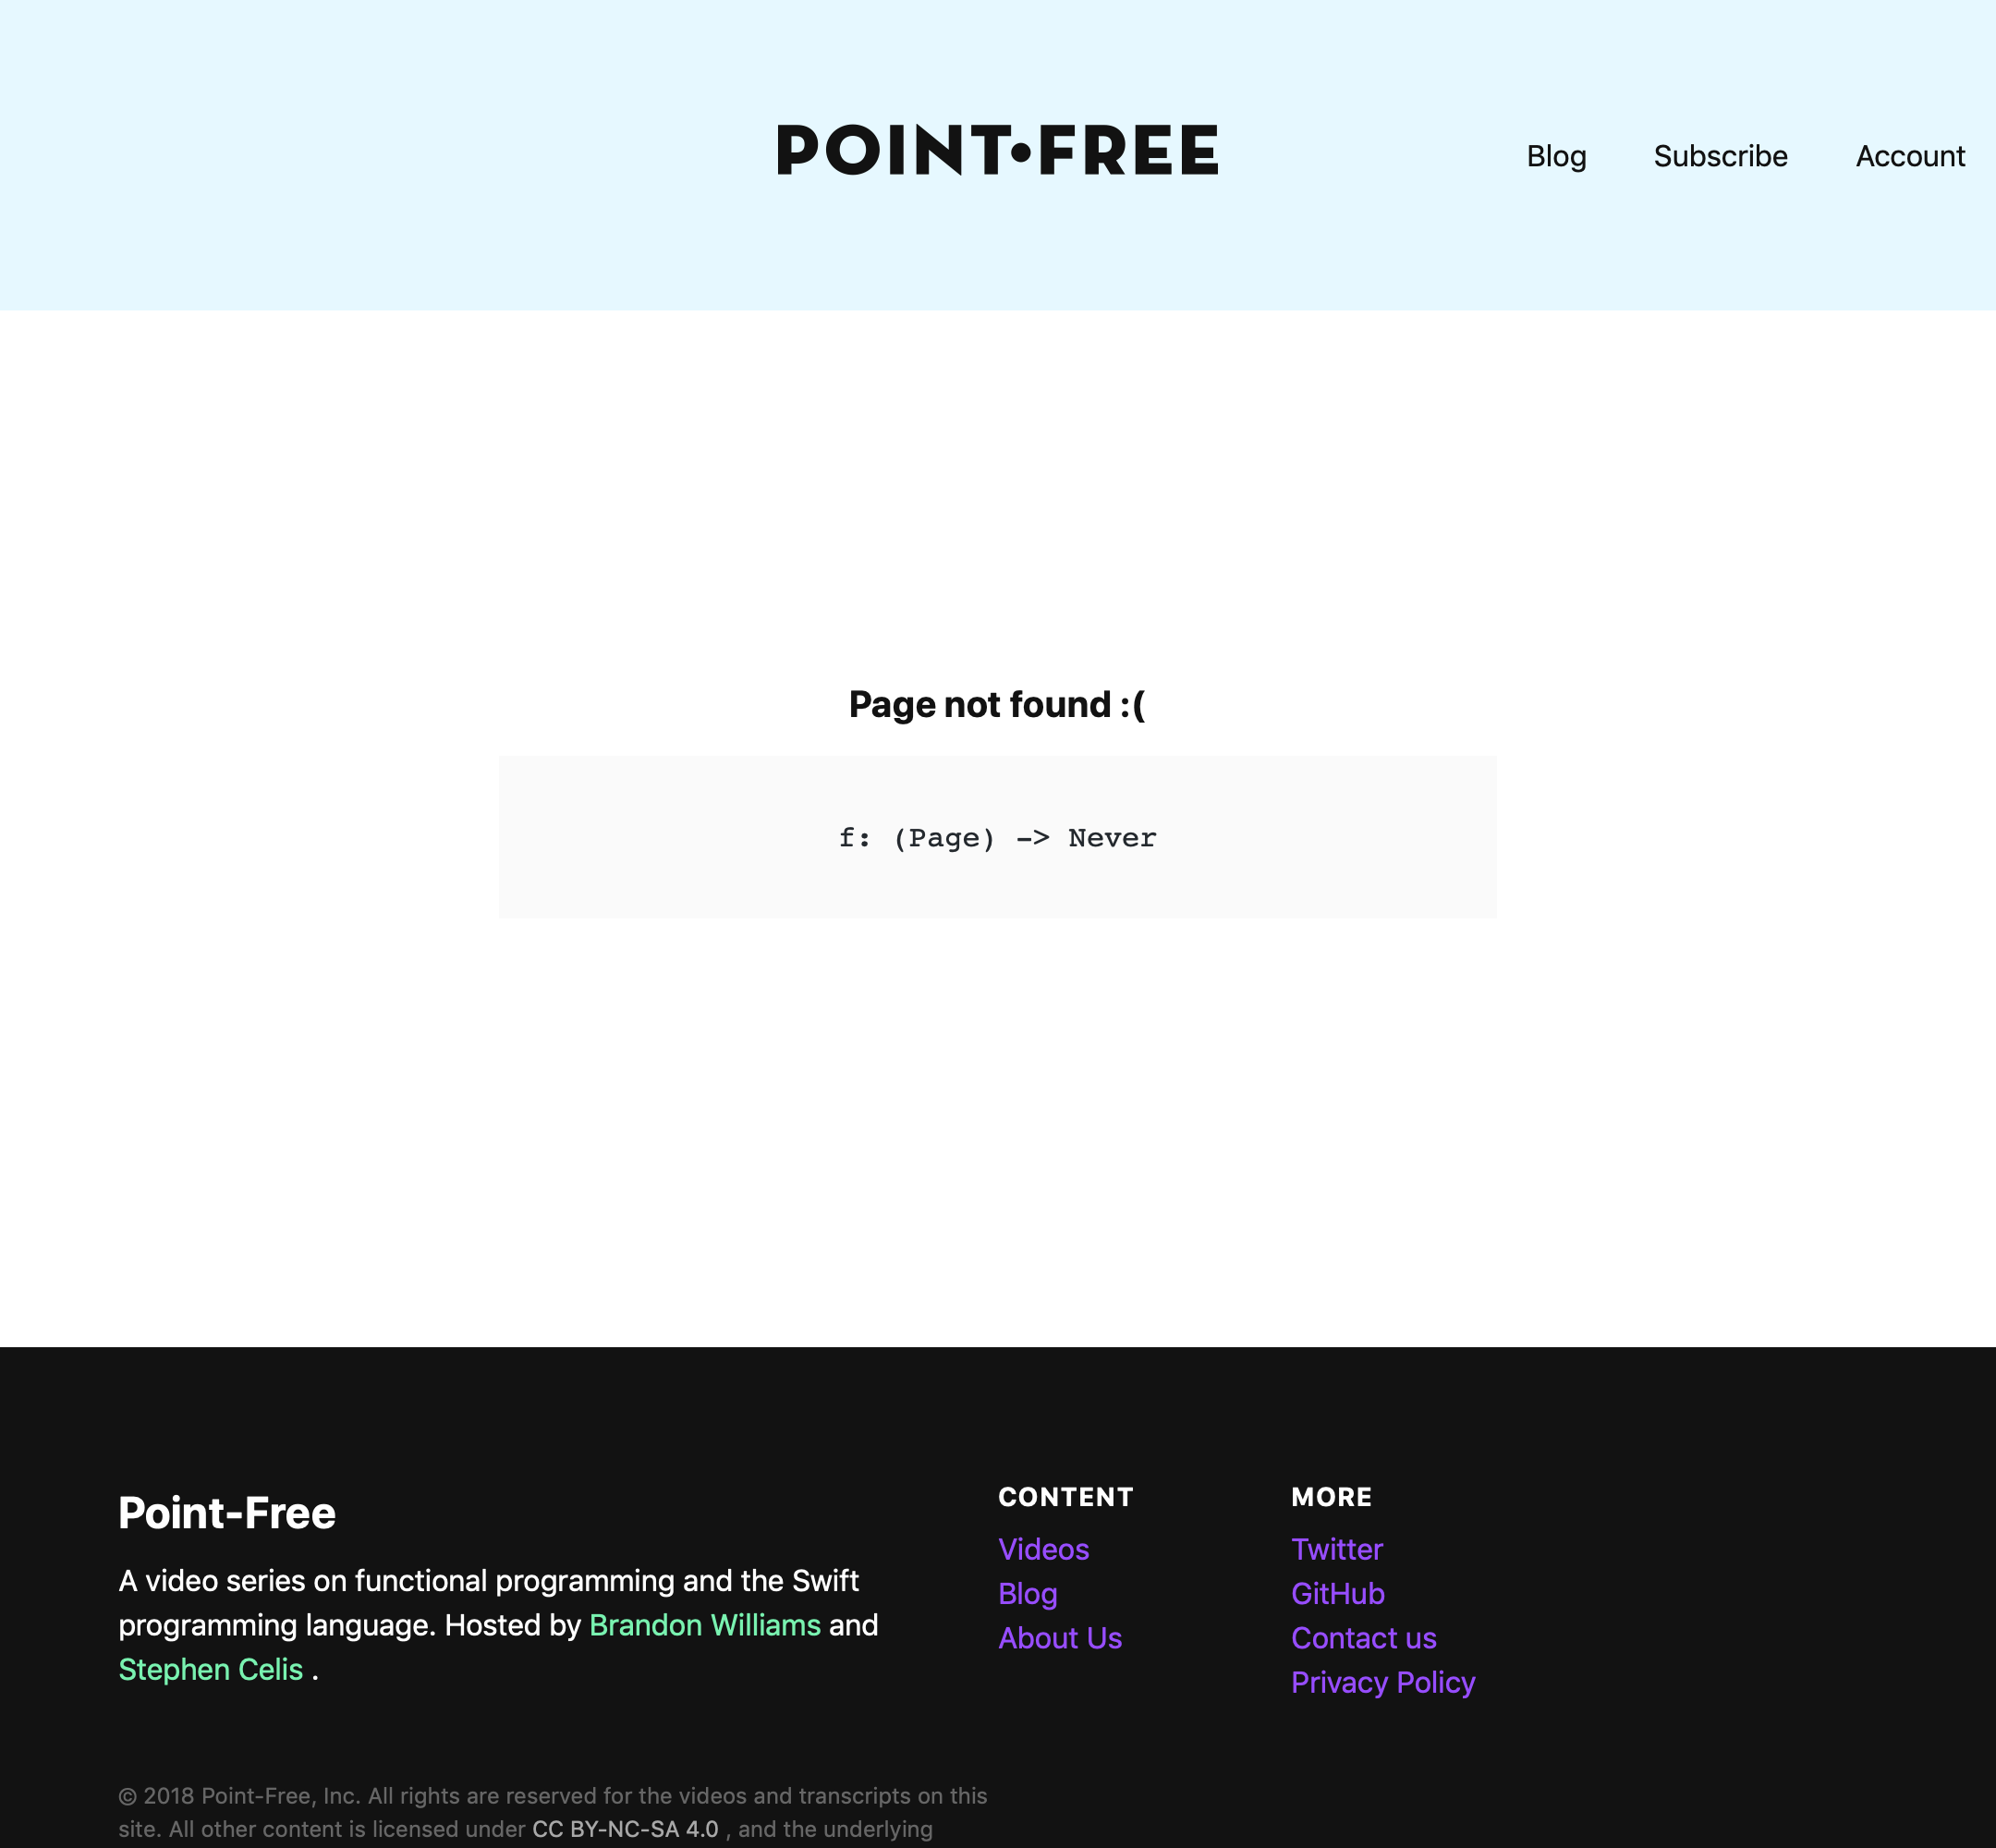 POINT•FREE
Blog Subscribe Account
Page not found :(
f: (Page) -> Never
Point-Free
A video series on functional programming and the Swift
programming language. Hosted by Brandon Williams and
Stephen Celis .
CONTENT
Videos
Blog
About Us
MORE
Twitter
GitHub
Contact us
Privacy Policy
© 2018 Point-Free, Inc. All rights are reserved for the videos and transcripts on this
site. All other content is licensed under CC BY-NC-SA 4.0 , and the underlying